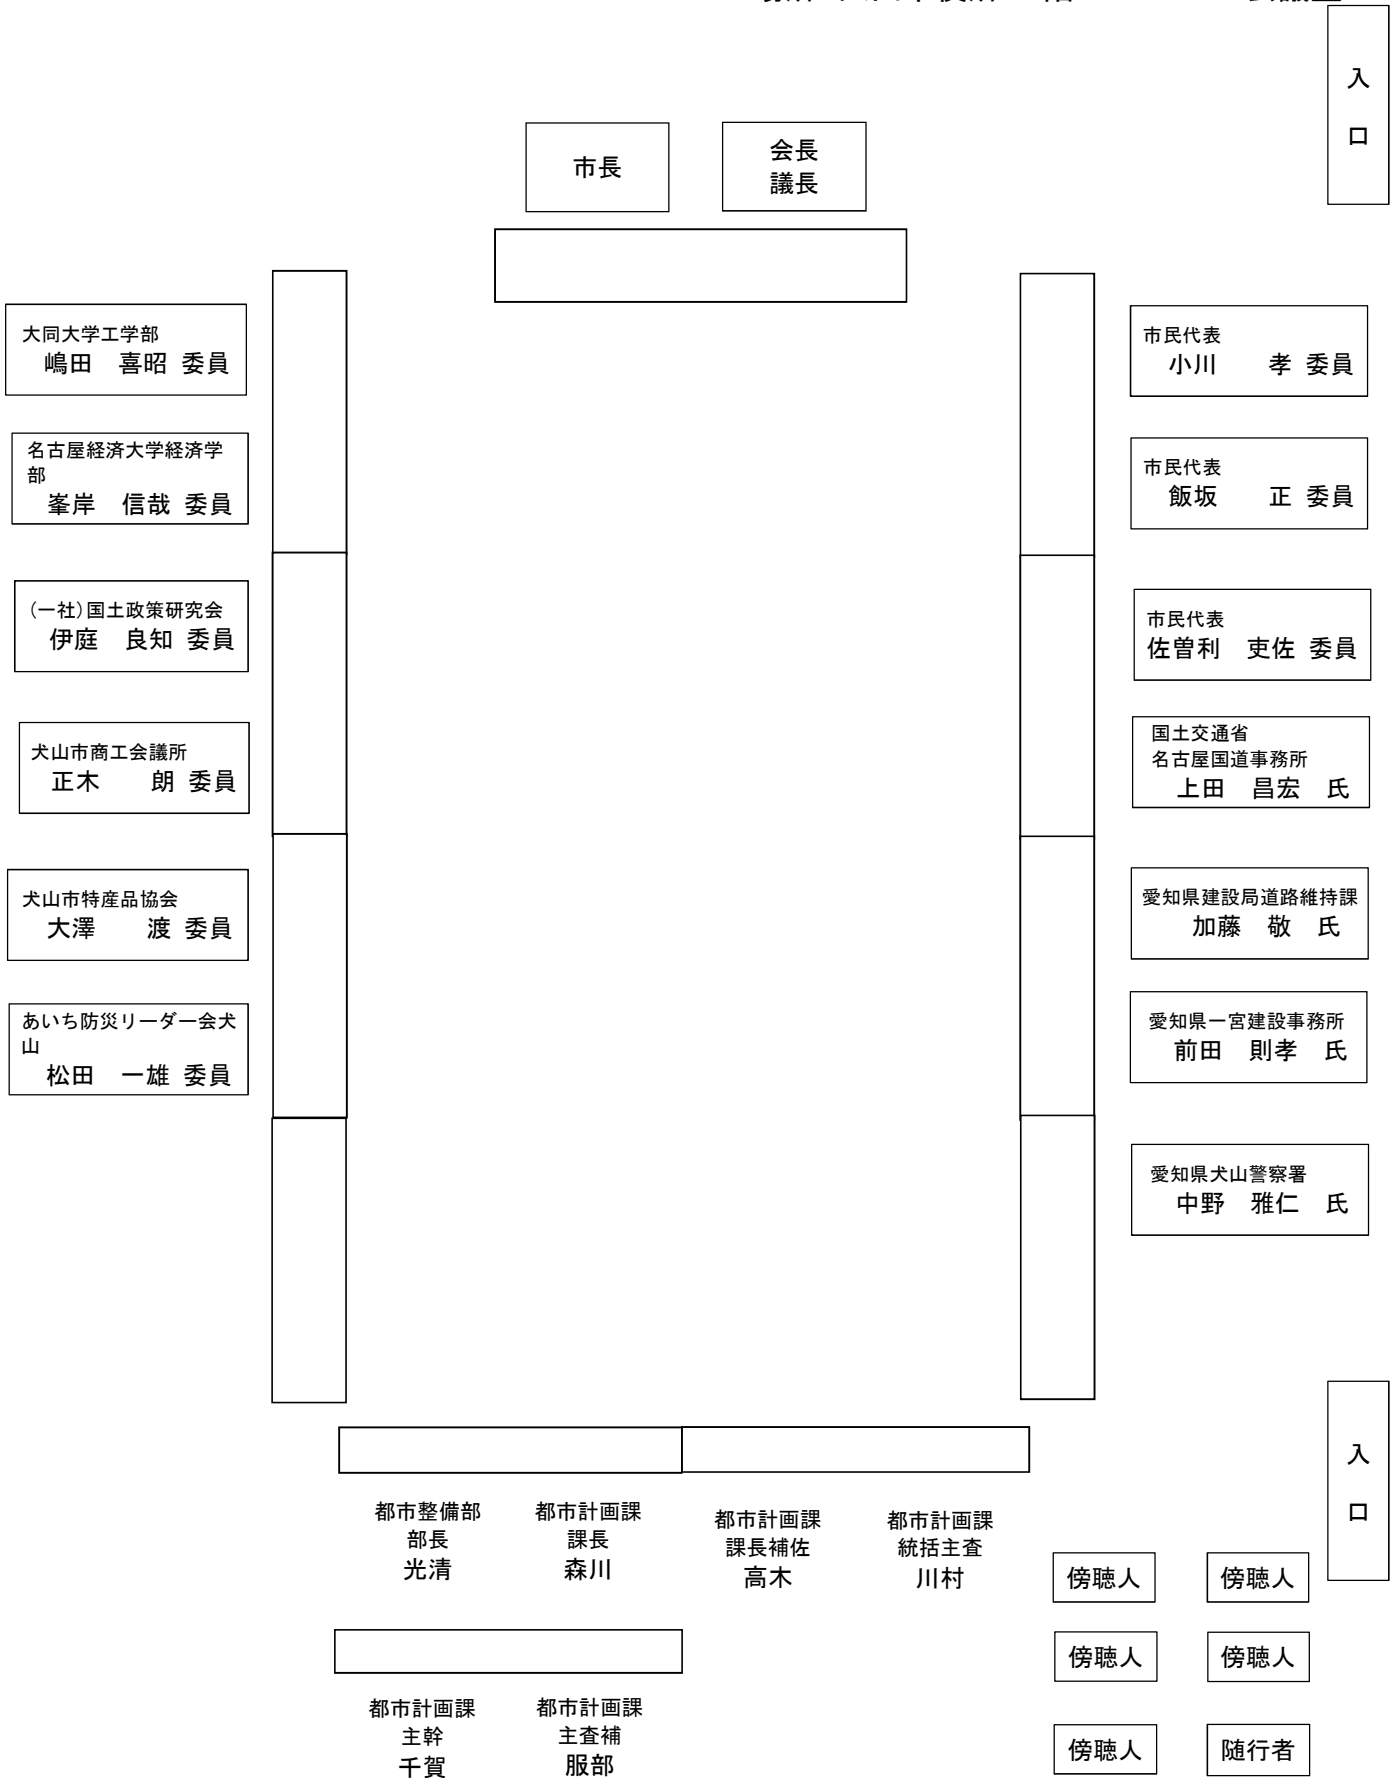 入
口
市長
会長
議長
大同大学工学部
嶋田　喜昭 委員
名古屋経済大学経済学
部
峯岸　信哉 委員
(一社)国土政策研究会
伊庭　良知 委員
犬山市商工会議所
正木　　朗 委員
犬山市特産品協会
大澤　　渡 委員
あいち防災リーダー会犬
山
松田　一雄 委員
市民代表
小川　　孝 委員
市民代表
飯坂　　正 委員
市民代表
佐曽利　吏佐 委員
国土交通省
名古屋国道事務所
上田　昌宏　氏
愛知県建設局道路維持課
加藤　敬　氏
愛知県一宮建設事務所
前田　則孝　氏
愛知県犬山警察署
中野　雅仁　氏
入
口
都市整備部
部長
光清
都市計画課
課長
森川
都市計画課
課長補佐
高木
都市計画課
統括主査
川村
都市計画課
主幹
千賀
都市計画課
主査補
服部
傍聴人
傍聴人
傍聴人
傍聴人
傍聴人
随行者